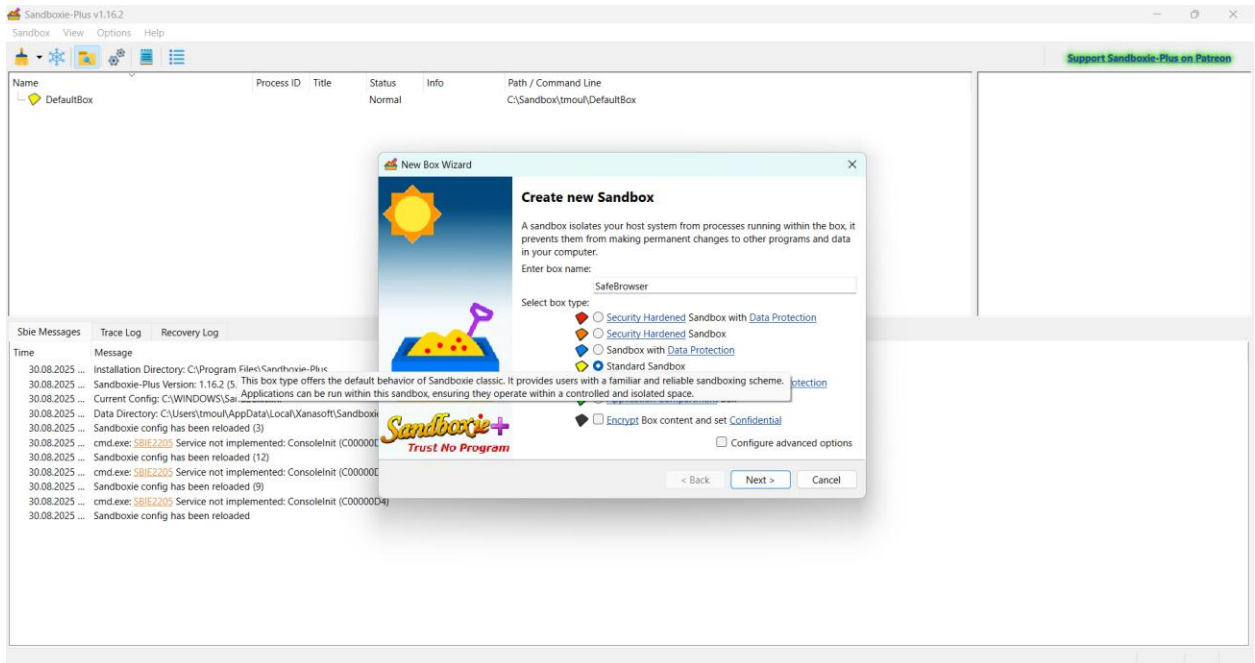 Sandboxie-Plus v1.16.2
Sandbox View Options Help
Support Sandboxie-Plus on Patreon
Name Process ID Title Status Info Path / Command Line
DefaultBox Normal C:\Sandbox\tmoul\DefaultBox
New Box Wizard
Create new Sandbox
A sandbox isolates your host system from processes running within the box, it
prevents them from making permanent changes to other programs and data
in your computer.
Enter box name:
SafeBrowser
Select box type:
Security Hardened Sandbox with Data Protection
Security Hardened Sandbox
Sandbox with Data Protection
Standard Sandbox
This box type offers the default behavior of Sandboxie classic. It provides users with a familiar and reliable sandboxing scheme.
Applications can be run within this sandbox, ensuring they operate within a controlled and isolated space.
Encrypt Box content and set Confidential
Configure advanced options
Sandboxie+
Trust No Program
< Back Next > Cancel
Sbie Messages Trace Log Recovery Log
Time Message
30.08.2025 ... Installation Directory: C:\Program Files\Sandboxie-Plus
30.08.2025 ... Sandboxie-Plus Version: 1.16.2 (5.
30.08.2025 ... Current Config: C:\WINDOWS\
30.08.2025 ... Data Directory: C:\Users\tmoul\AppData\Local\Xanasoft\Sandboxie
30.08.2025 ... Sandboxie config has been reloaded (3)
30.08.2025 ... cmd.exe: SBIE2205 Service not implemented: ConsoleInit
30.08.2025 ... Sandboxie config has been reloaded (12)
30.08.2025 ... cmd.exe: SBIE2205 Service not implemented: ConsoleInit
30.08.2025 ... Sandboxie config has been reloaded (9)
30.08.2025 ... cmd.exe: SBIE2205 Service not implemented: ConsoleInit (C00000D4)
30.08.2025 ... Sandboxie config has been reloaded